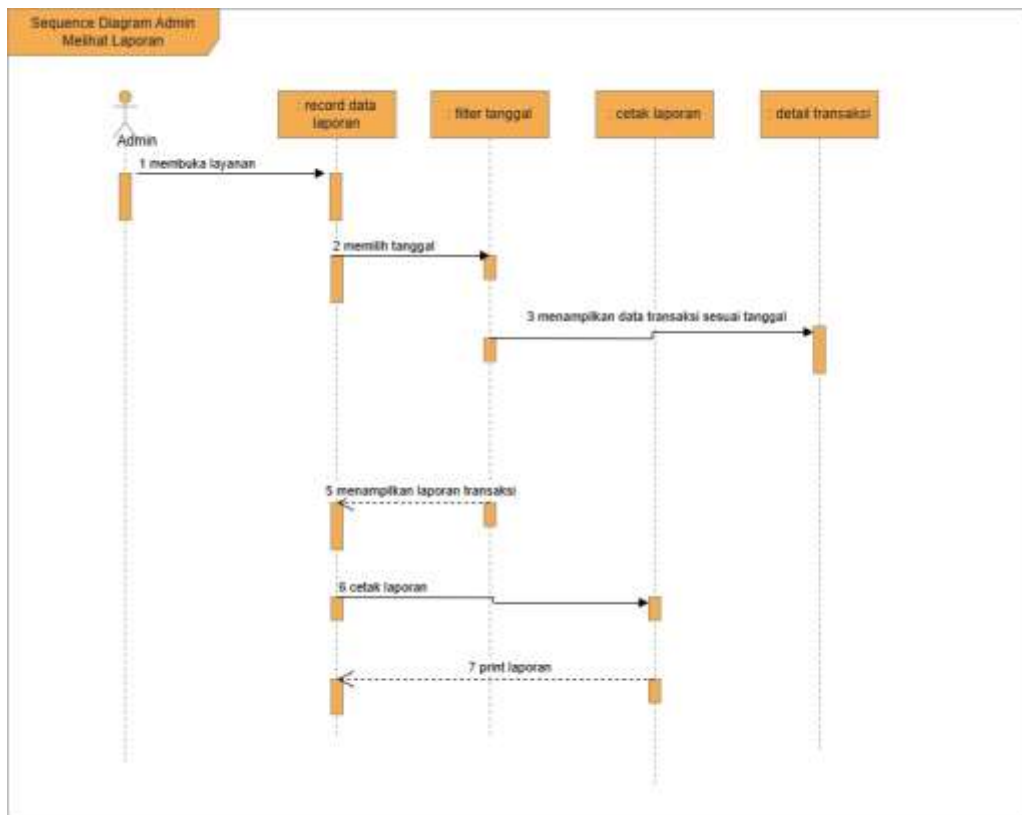 Sequence Diagram Admin
Melihat Laporan
Admin
record data
laporan
filter tanggal
cetak laporan
detail transaksi
1 membuka layanan
2 memilih tanggal
3 menampilkan data transaksi sesuai tanggal
5 menampilkan laporan transaksi
6 cetak laporan
7 print laporan